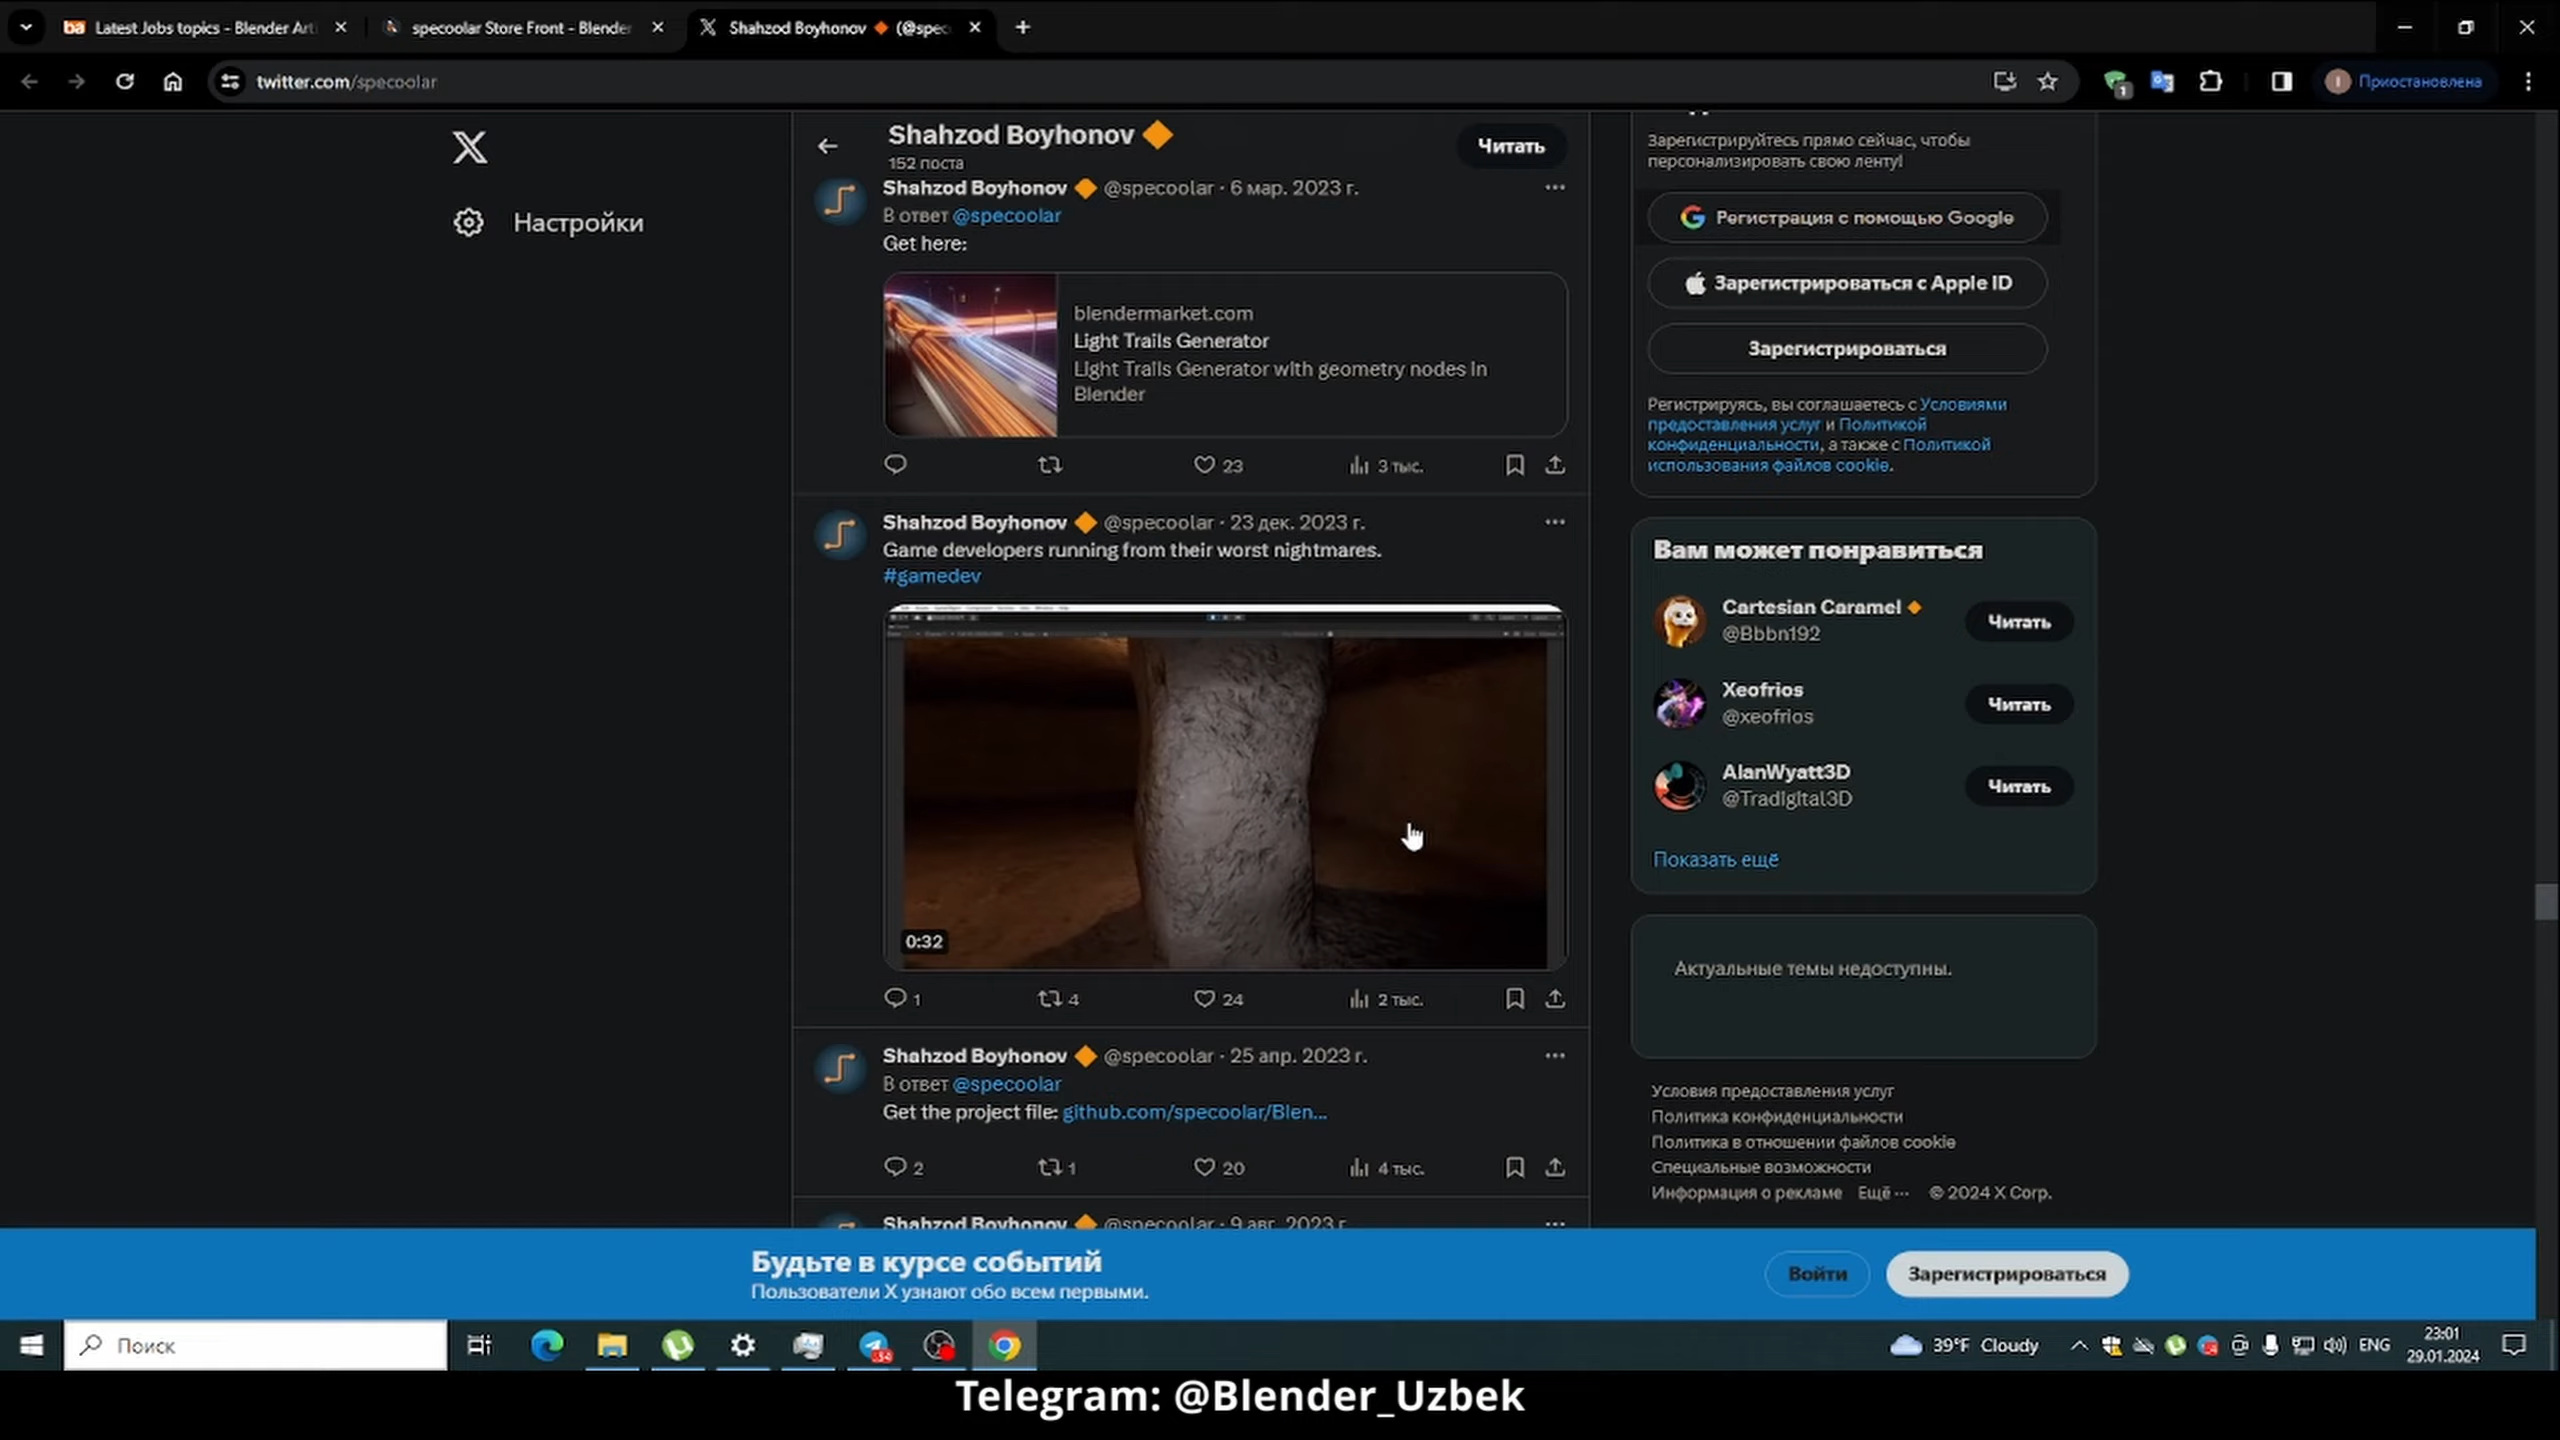 ba Latest Jobs topics - Blender Art
specoolar Store Front - Blender
Shahzod Boyhonov 🔶 (@spec
twitter.com/specoolar
1
Приостановлена
Настройки
Shahzod Boyhonov 🔶
152 поста
Читать
Shahzod Boyhonov 🔶 @specoolar · 6 мар. 2023 г.
В ответ @specoolar
Get here:
blendermarket.com
Light Trails Generator
Light Trails Generator with geometry nodes in
Blender
23
3 тыс.
Shahzod Boyhonov 🔶 @specoolar · 23 дек. 2023 г.
Game developers running from their worst nightmares.
#gamedev
0:32
1
4
24
2 тыс.
Shahzod Boyhonov 🔶 @specoolar · 25 апр. 2023 г.
В ответ @specoolar
Get the project file: github.com/specoolar/Blen...
2
1
20
4 тыс.
Shahzod Boyhonov 🔶 @specoolar · 9 авг. 2023 г.
Зарегистрируйтесь прямо сейчас, чтобы
персонализировать свою ленту!
Регистрация с помощью Google
Зарегистрироваться с Apple ID
Зарегистрироваться
Регистрируясь, вы соглашаетесь с Условиями
предоставления услуг и Политикой
конфиденциальности, а также с Политикой
использования файлов cookie.
Вам может понравиться
Cartesian Caramel 🔸
@Bbbn192
Читать
Xeofrios
@xeofrios
Читать
AlanWyatt3D
@Tradigital3D
Читать
Показать ещё
Актуальные темы недоступны.
Условия предоставления услуг
Политика конфиденциальности
Политика в отношении файлов cookie
Специальные возможности
Информация о рекламе Ещё ··· © 2024 X Corp.
Будьте в курсе событий
Пользователи X узнают обо всем первыми.
Войти
Зарегистрироваться
Поиск
39°F Cloudy
ENG
23:01
29.01.2024
Telegram: @Blender_Uzbek